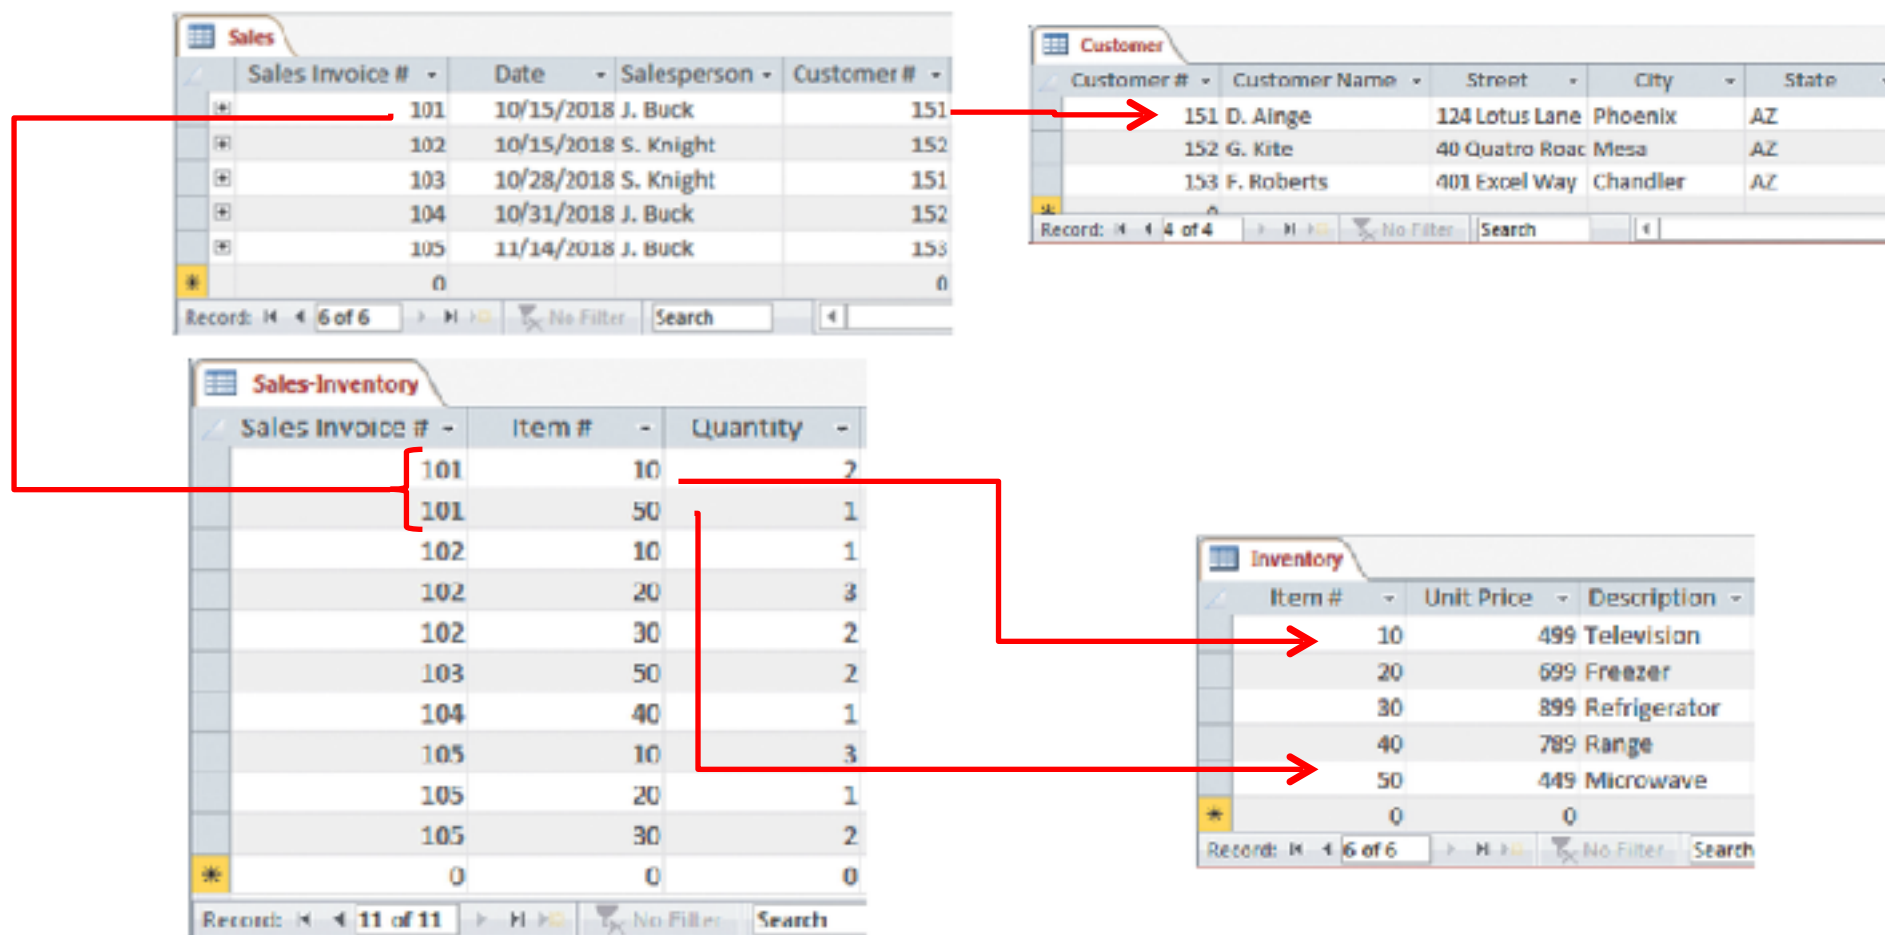 Sales
Sales Invoice # Date Salesperson Customer #
101 10/15/2018 J. Buck 151
102 10/15/2018 S. Knight 152
103 10/28/2018 S. Knight 151
104 10/31/2018 J. Buck 152
105 11/14/2018 J. Buck 153
0 0
Record: 6 of 6 No Filter Search
Customer
Customer # Customer Name Street City State
151 D. Ainge 124 Lotus Lane Phoenix AZ
152 G. Kite 40 Quatro Roac Mesa AZ
153 F. Roberts 401 Excel Way Chandler AZ
0
Record: 4 of 4 No Filter Search
Sales-Inventory
Sales Invoice # Item # Quantity
101 10 2
101 50 1
102 10 1
102 20 3
102 30 2
103 50 2
104 40 1
105 10 3
105 20 1
105 30 2
0 0 0
Record: 11 of 11 No Filter Search
Inventory
Item # Unit Price Description
10 499 Television
20 699 Freezer
30 899 Refrigerator
40 789 Range
50 449 Microwave
0 0
Record: 6 of 6 No Filter Search